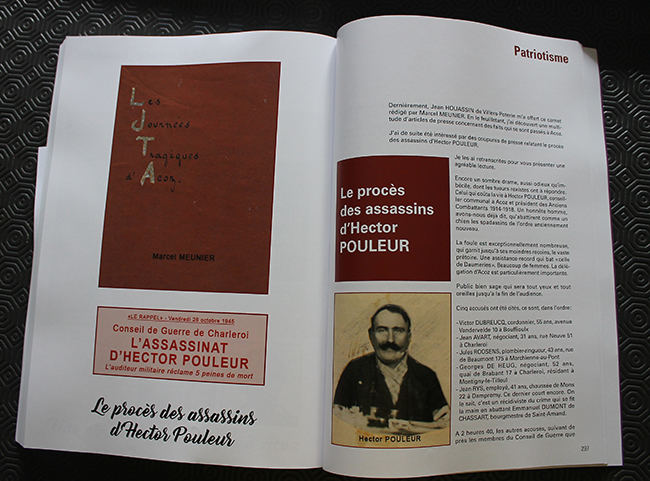 Les
Journées
Tragiques
d'Acoz.
Marcel MEUNIER
«LE RAPPEL» - Vendredi 26 octobre 1945
Conseil de Guerre de Charleroi
L'ASSASSINAT
D'HECTOR POULEUR
L'auditeur militaire réclame 5 peines de mort
Le procès des assassins
d'Hector Pouleur
Patriotisme
Dernièrement, Jean HOUASSIN de Villers-Poterie m'a offert ce carnet
rédigé par Marcel MEUNIER. En le feuilletant, j'ai découvert une multi-
tude d'articles de presse concernant des faits qui se sont passés à Acoz.
J'ai de suite été intéressé par des coupures de presse relatant le procès
des assassins d'Hector POULEUR.
Le procès
des assassins
d'Hector
POULEUR
Je les ai retranscrites pour vous présenter une
agréable lecture.
Encore un sombre drame, aussi odieux qu'im-
bécile, dont les tueurs rexistes ont à répondre.
Celui qui coûta la vie à Hector POULEUR, conseil-
ler communal à Acoz et président des Anciens
Combattants 1914-1918. Un honnête homme,
avons-nous déjà dit, qu'abattirent comme un
chien les spadassins de l'ordre anciennement
nouveau.
La foule est exceptionnellement nombreuse,
qui garnit jusqu'à ses moindres recoins, le vaste
prétoire. Une assistance record qui bat «celle
de Daumeries». Beaucoup de femmes. La délé-
gation d'Acoz est particulièrement importante.
Public bien sage qui sera tout yeux et tout
oreilles jusqu'à la fin de l'audience.
Cinq accusés ont été cités, ce sont, dans l'ordre:
- Victor DUBREUCQ, cordonnier, 55 ans, avenue
Vandervelde 10 à Bouffioulx
- Jean AVART, négociant, 31 ans, rue Neuve 51
à Charleroi
- Jules ROOSENS, plombier-zingueur, 43 ans, rue
de Beaumont 175 à Marchienne-au-Pont
- Georges DE HEUG, négociant, 52 ans,
quai de Brabant 17 à Charleroi, résidant à
Montigny-le-Tilleul
- Jean RYS, employé, 41 ans, chaussée de Mons
22 à Dampremy. Ce dernier court encore. On
le sait, c'est un récidiviste du crime qui se fit
la main en abattant Emmanuel DUMONT de
CHASSART, bourgmestre de Saint-Amand.
A 2 heures 40, les autres accusés, suivant de
près les membres du Conseil de Guerre que
Hector POULEUR
297